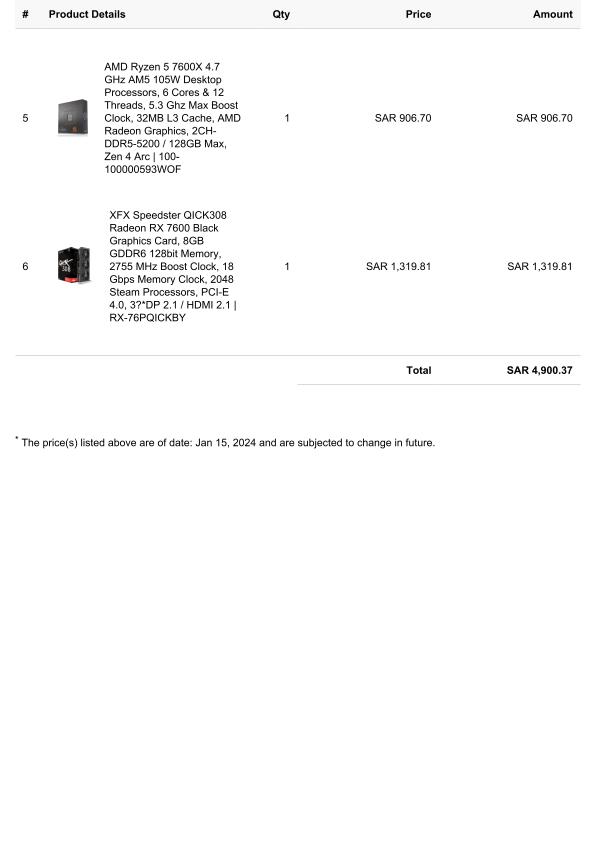 # Product Details Qty Price Amount
AMD Ryzen 5 7600X 4.7
GHz AM5 105W Desktop
Processors, 6 Cores & 12
Threads, 5.3 Ghz Max Boost
5 Clock, 32MB L3 Cache, AMD 1 SAR 906.70 SAR 906.70
Radeon Graphics, 2CH-
DDR5-5200 / 128GB Max,
Zen 4 Arc | 100-
100000593WOF
XFX Speedster QICK308
Radeon RX 7600 Black
Graphics Card, 8GB
GDDR6 128bit Memory,
6 2755 MHz Boost Clock, 18 1 SAR 1,319.81 SAR 1,319.81
Gbps Memory Clock, 2048
Steam Processors, PCI-E
4.0, 3?*DP 2.1 / HDMI 2.1 |
RX-76PQICKBY
Total SAR 4,900.37
* The price(s) listed above are of date: Jan 15, 2024 and are subjected to change in future.